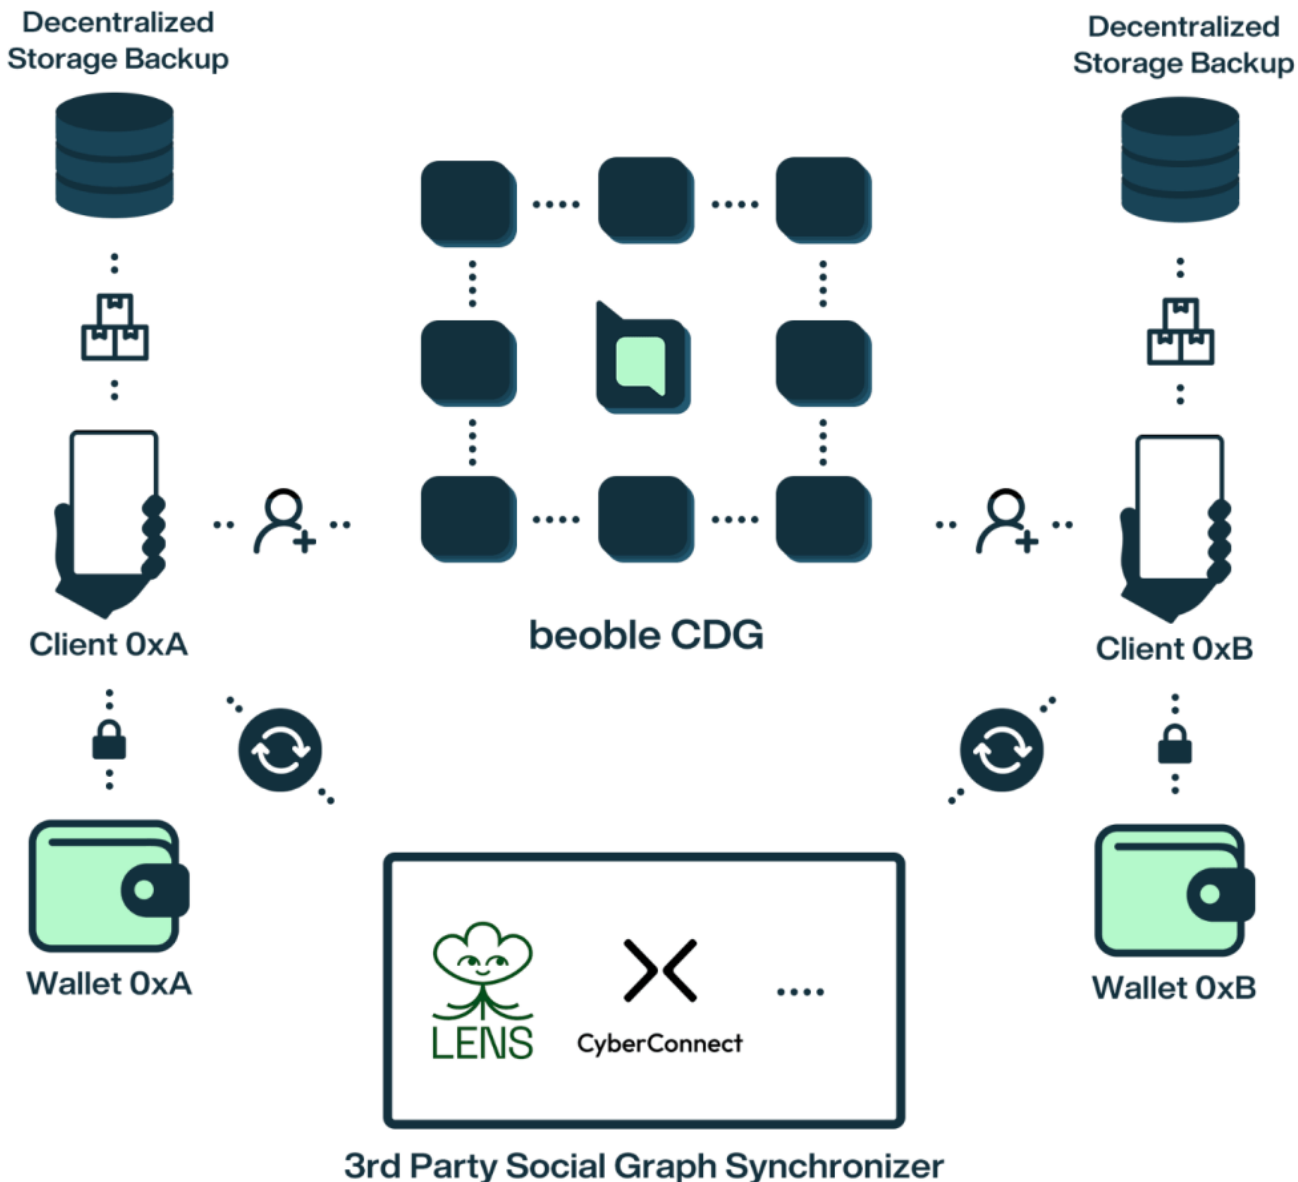 Decentralized
Storage Backup
Decentralized
Storage Backup
beoble CDG
Client 0xA
Client 0xB
Wallet 0xA
Wallet 0xB
LENS
CyberConnect
3rd Party Social Graph Synchronizer